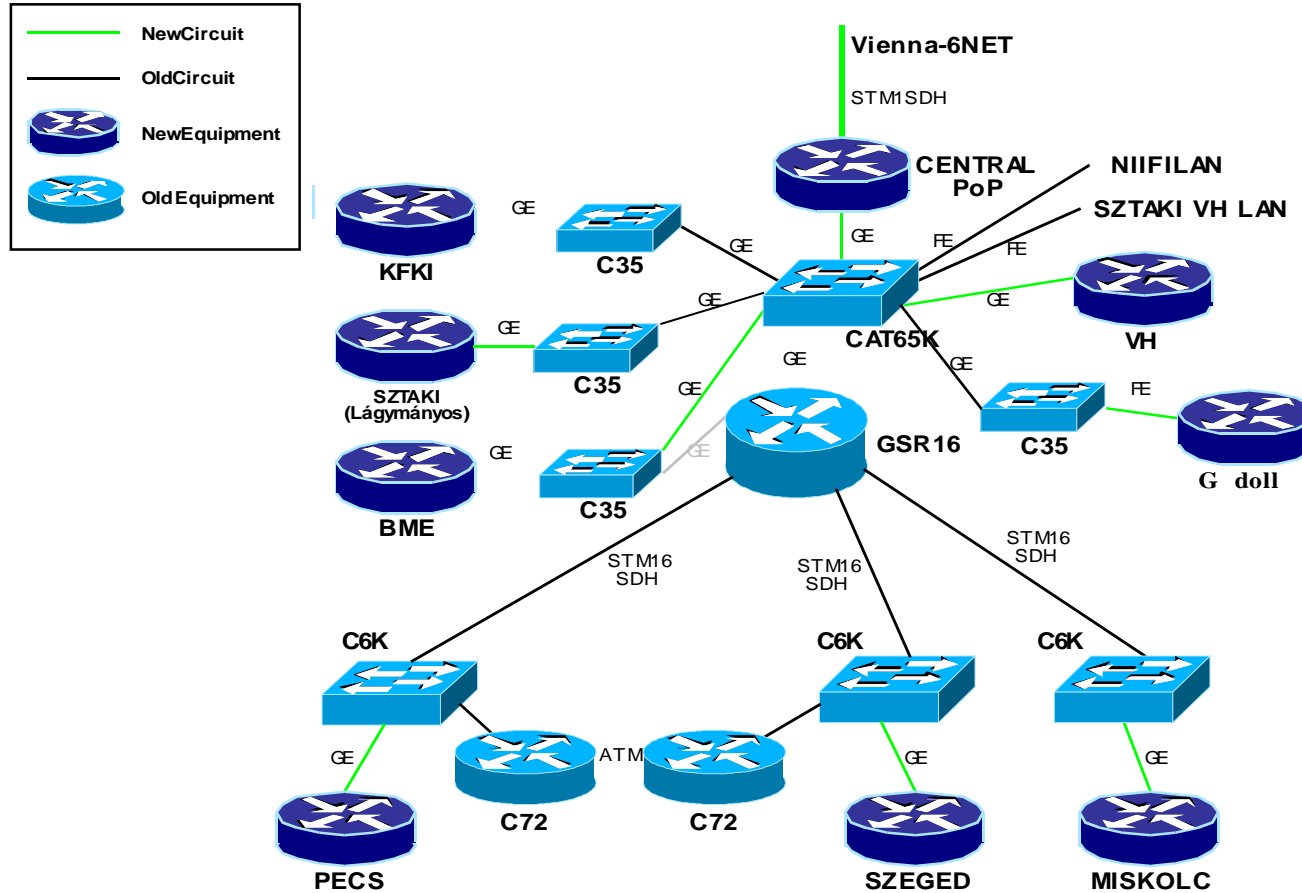 NewCircuit
OldCircuit
NewEquipment
Old Equipment
Vienna-6NET
STM1SDH
CENTRAL
PoP
NIIFILAN
SZTAKI VH LAN
KFKI
GE
C35
GE
GE
FE
FE
GE
VH
CAT65K
GE
SZTAKI
(Lágymányos)
GE
C35
GE
GE
GE
FE
C35
G doll
GSR16
BME
GE
C35
GE
STM16
SDH
STM16
SDH
STM16
SDH
C6K
C6K
C6K
GE
ATM
GE
GE
C72
C72
PECS
SZEGED
MISKOLC